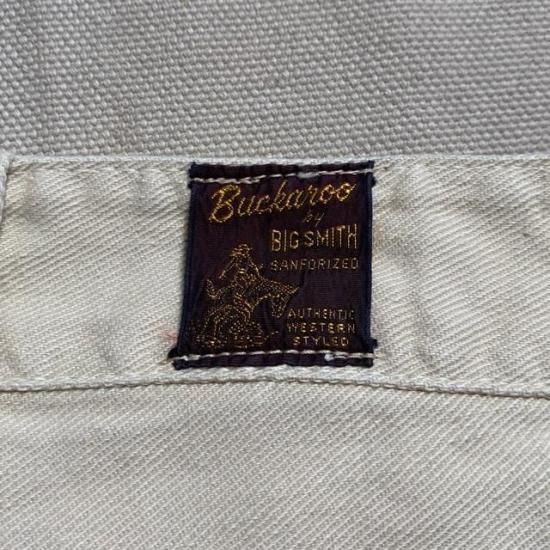 Buckaroo
by
BIG SMITH
SANFORIZED
AUTHENTIC
WESTERN
STYLED